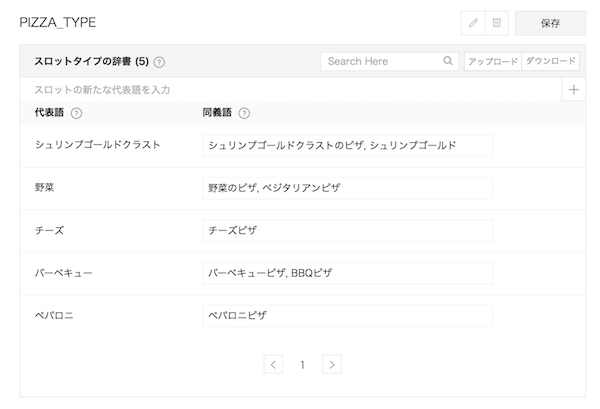 PIZZA_TYPE
保存
スロットタイプの辞書 (5) ?
Search Here
アップロード
ダウンロード
スロットの新たな代表語を入力
代表語 ? 同義語 ?
シュリンプゴールドクラスト シュリンプゴールドクラストのピザ, シュリンプゴールド
野菜 野菜のピザ, ベジタリアンピザ
チーズ チーズピザ
バーベキュー バーベキューピザ, BBQピザ
ペパロニ ペパロニピザ
1